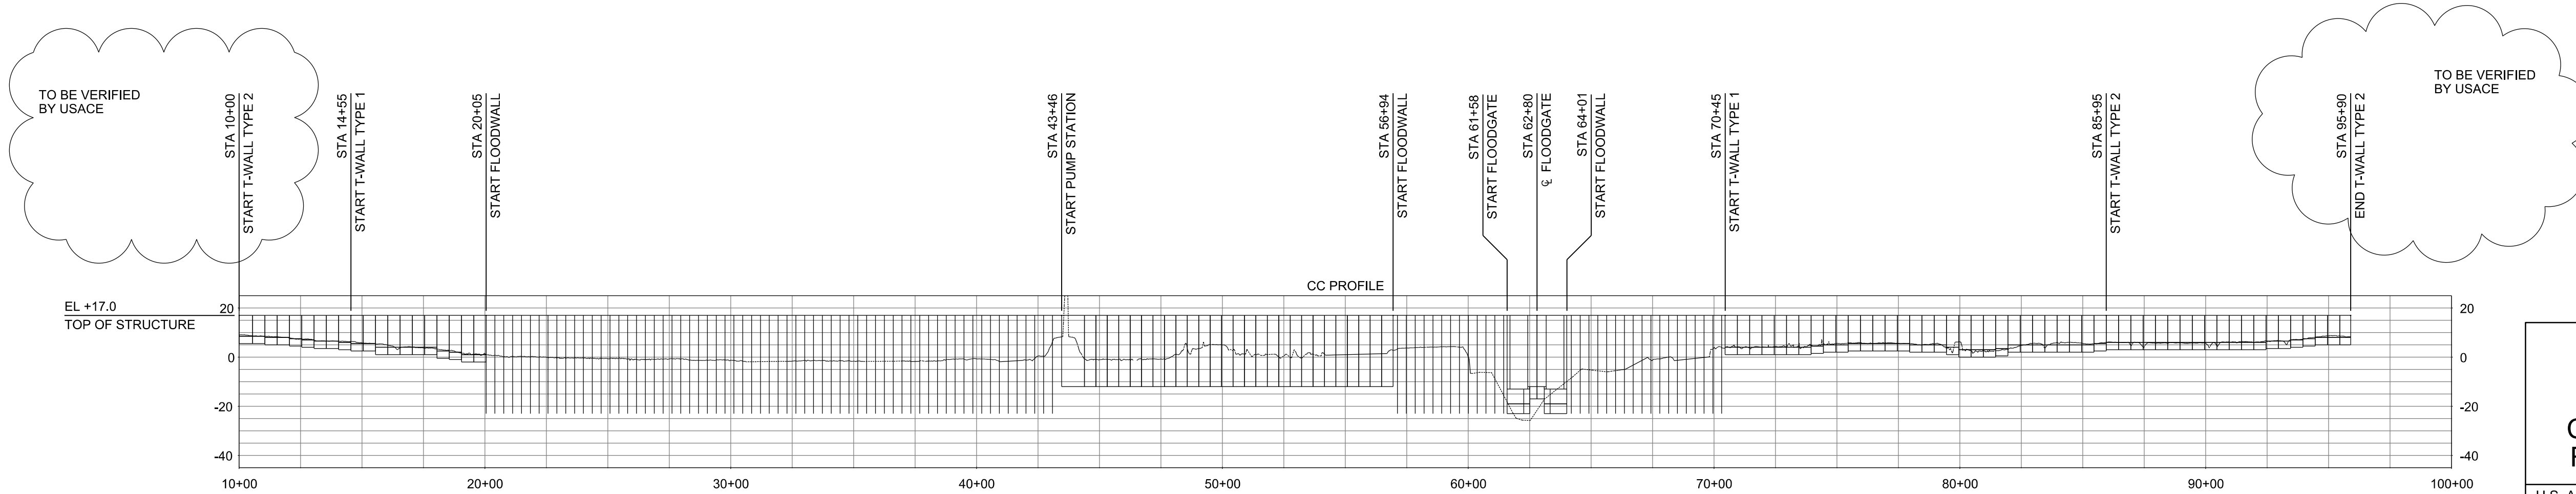 TO BE VERIFIED
BY USACE
STA 10+00
START T-WALL TYPE 2
STA 14+55
START T-WALL TYPE 1
STA 20+05
START FLOODWALL
STA 43+46
START PUMP STATION
STA 56+94
START FLOODWALL
STA 61+58
START FLOODGATE
STA 62+80
℄ FLOODGATE
STA 64+01
START FLOODWALL
STA 70+45
START T-WALL TYPE 1
STA 85+95
START T-WALL TYPE 2
STA 95+90
END T-WALL TYPE 2
TO BE VERIFIED
BY USACE
CC PROFILE
EL +17.0
TOP OF STRUCTURE
20
0
-20
-40
20
0
-20
-40
10+00 20+00 30+00 40+00 50+00 60+00 70+00 80+00 90+00 100+00